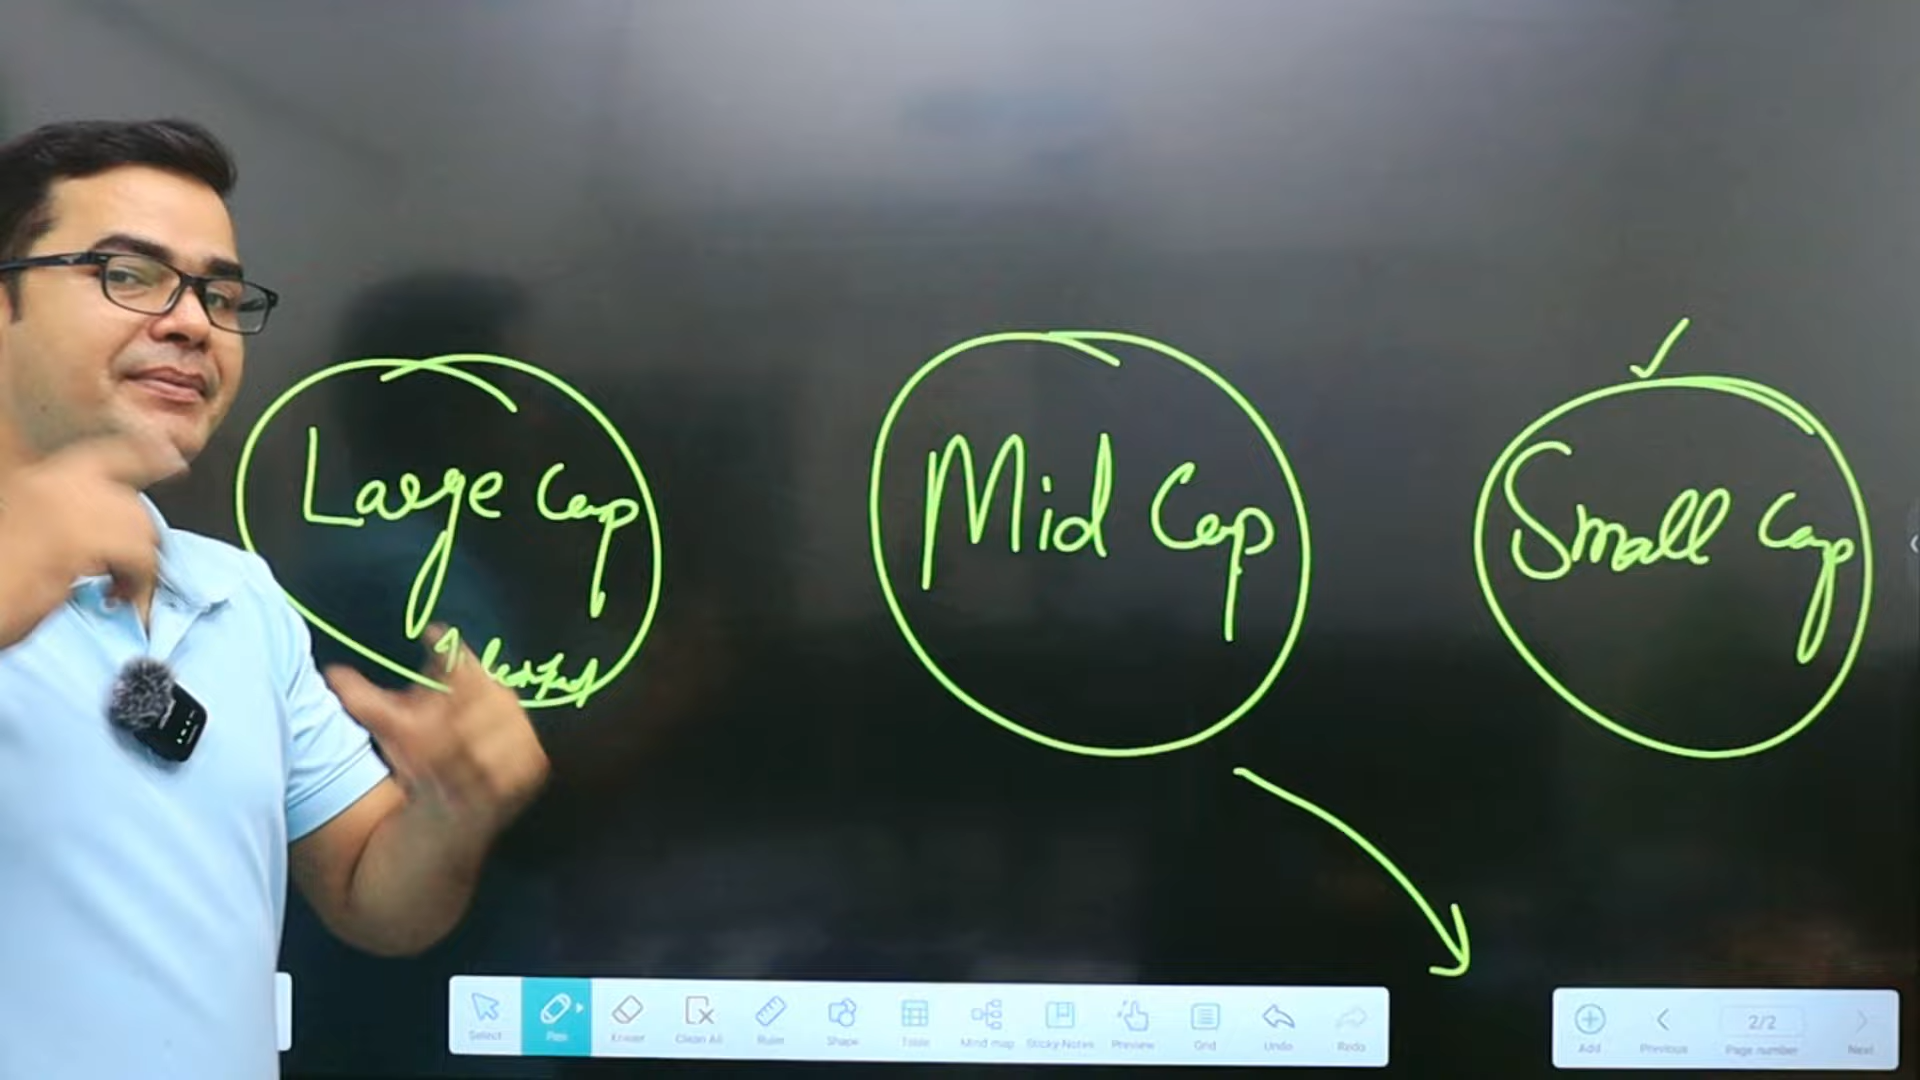 Large Cap
Mid Cap
Small Cap
Select
Pen
Eraser
Clean All
Ruler
Shape
Table
Mind map
Sticky Notes
Preview
Grid
Undo
Redo
Add
Previous
2/2
Page number
Next